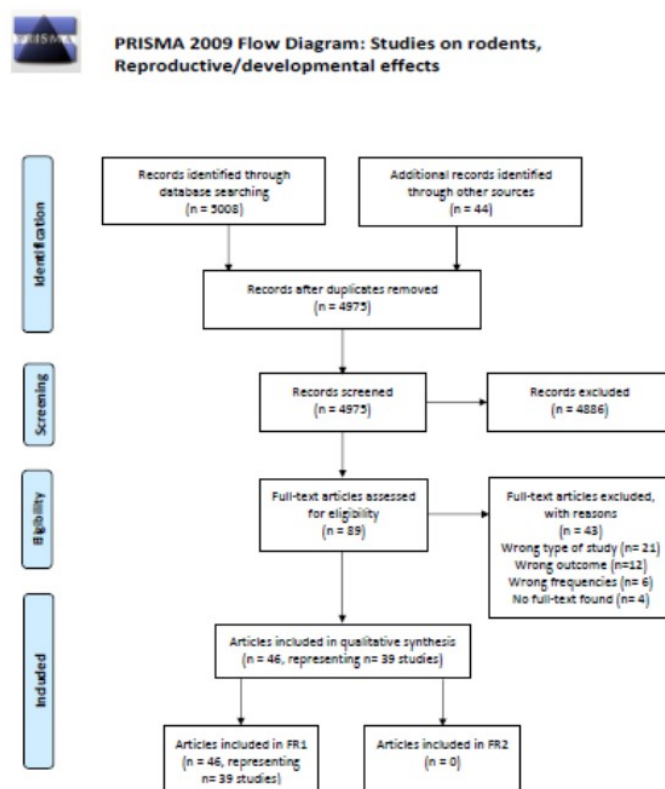 PRISMA
PRISMA 2009 Flow Diagram: Studies on rodents,
Reproductive/developmental effects
Identification
Records identified through
database searching
(n = 5008)
Additional records identified
through other sources
(n = 44)
Records after duplicates removed
(n = 4975)
Screening
Records screened
(n = 4975)
Records excluded
(n = 4886)
Eligibility
Full-text articles assessed
for eligibility
(n = 89)
Full-text articles excluded,
with reasons
(n = 43)
Wrong type of study (n= 21)
Wrong outcome (n=12)
Wrong frequencies (n= 6)
No full-text found (n= 4)
Included
Articles included in qualitative synthesis
(n = 46, representing n= 39 studies)
Articles included in FR1
(n = 46, representing
n= 39 studies)
Articles included in FR2
(n = 0)